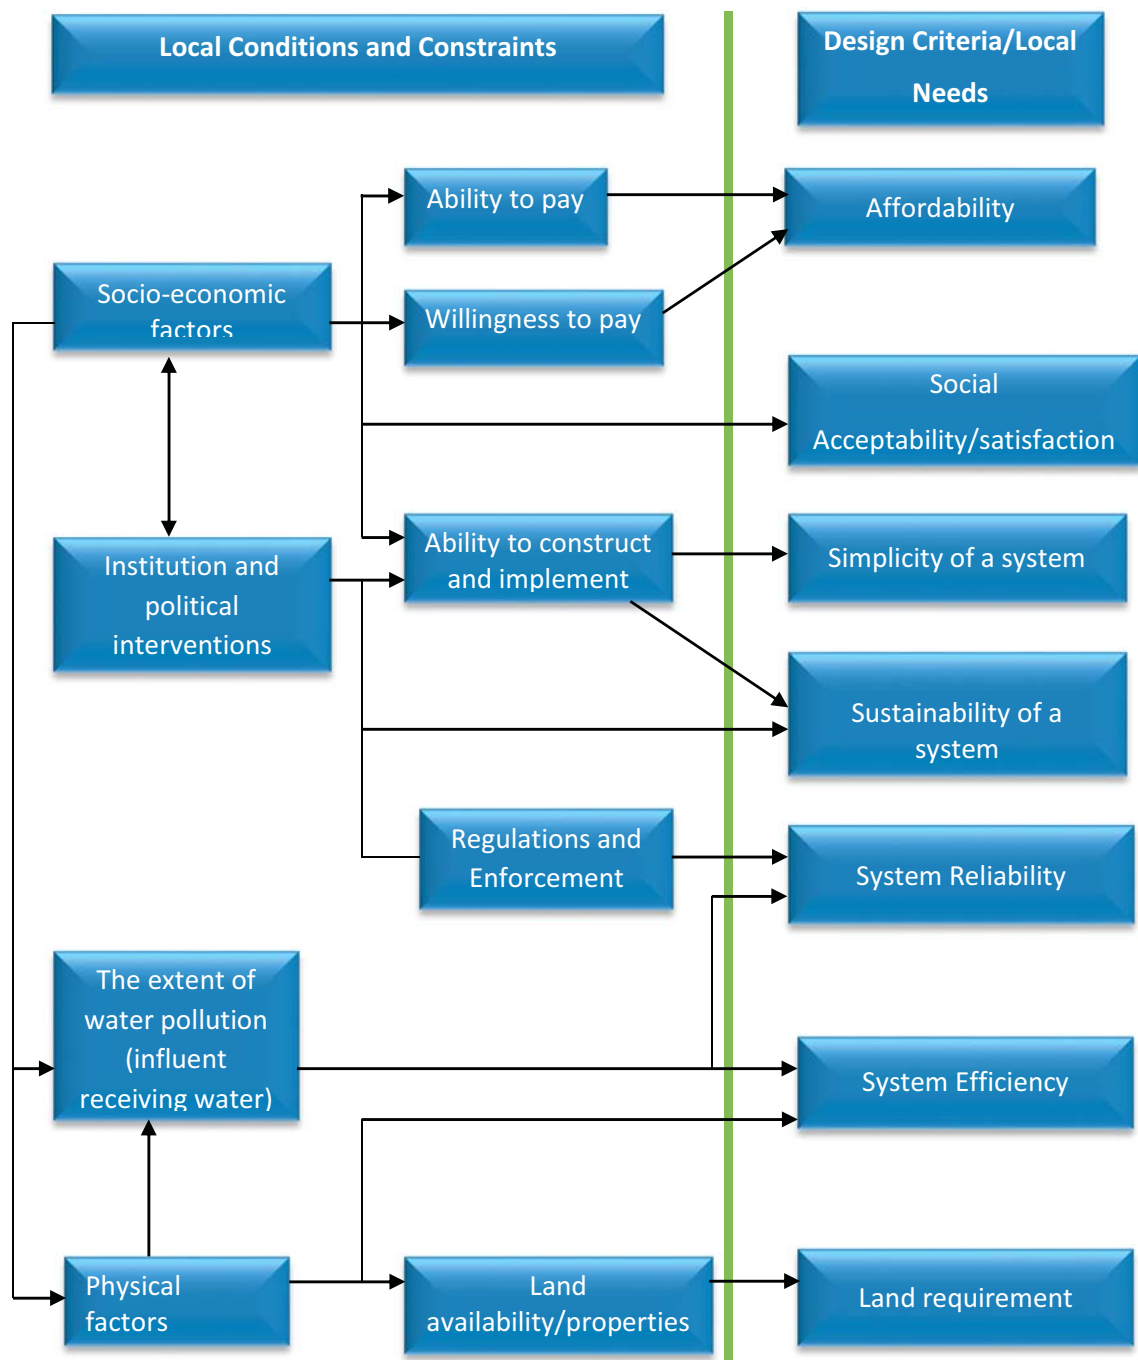 Local Conditions and Constraints
Design Criteria/Local
Needs
Ability to pay
Affordability
Socio-economic
factors
Willingness to pay
Social
Acceptability/satisfaction
Institution and
political
interventions
Ability to construct
and implement
Simplicity of a system
Sustainability of a
system
Regulations and
Enforcement
System Reliability
The extent of
water pollution
(influent
receiving water)
System Efficiency
Physical
factors
Land
availability/properties
Land requirement